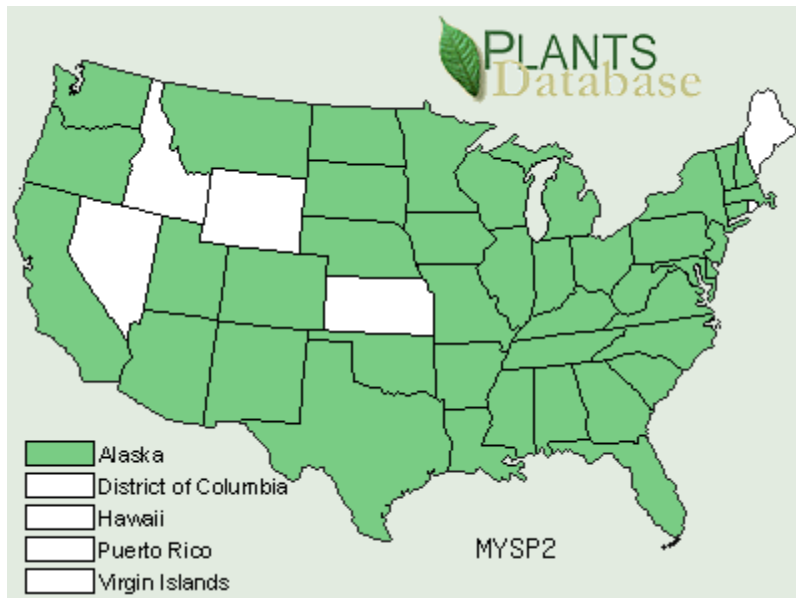 PLANTS
Database
Alaska
District of Columbia
Hawaii
Puerto Rico
Virgin Islands
MYSP2